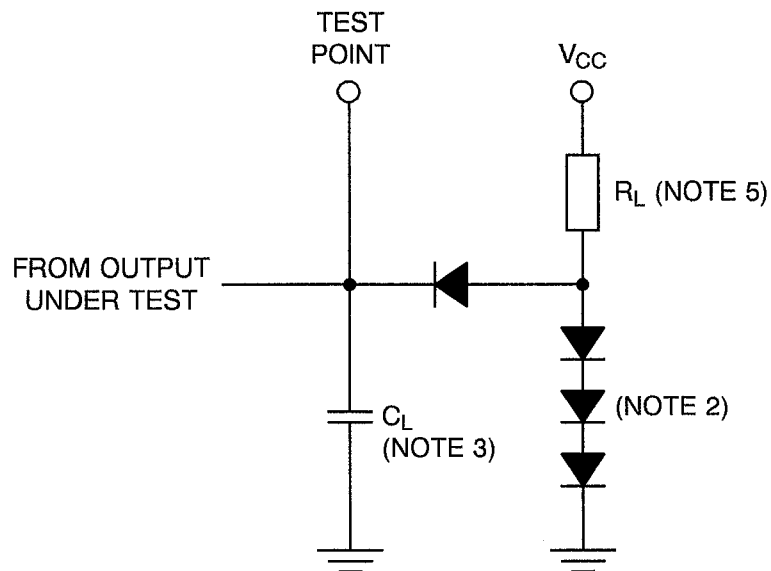 TEST
POINT
VCC
RL (NOTE 5)
FROM OUTPUT
UNDER TEST
(NOTE 2)
CL
(NOTE 3)